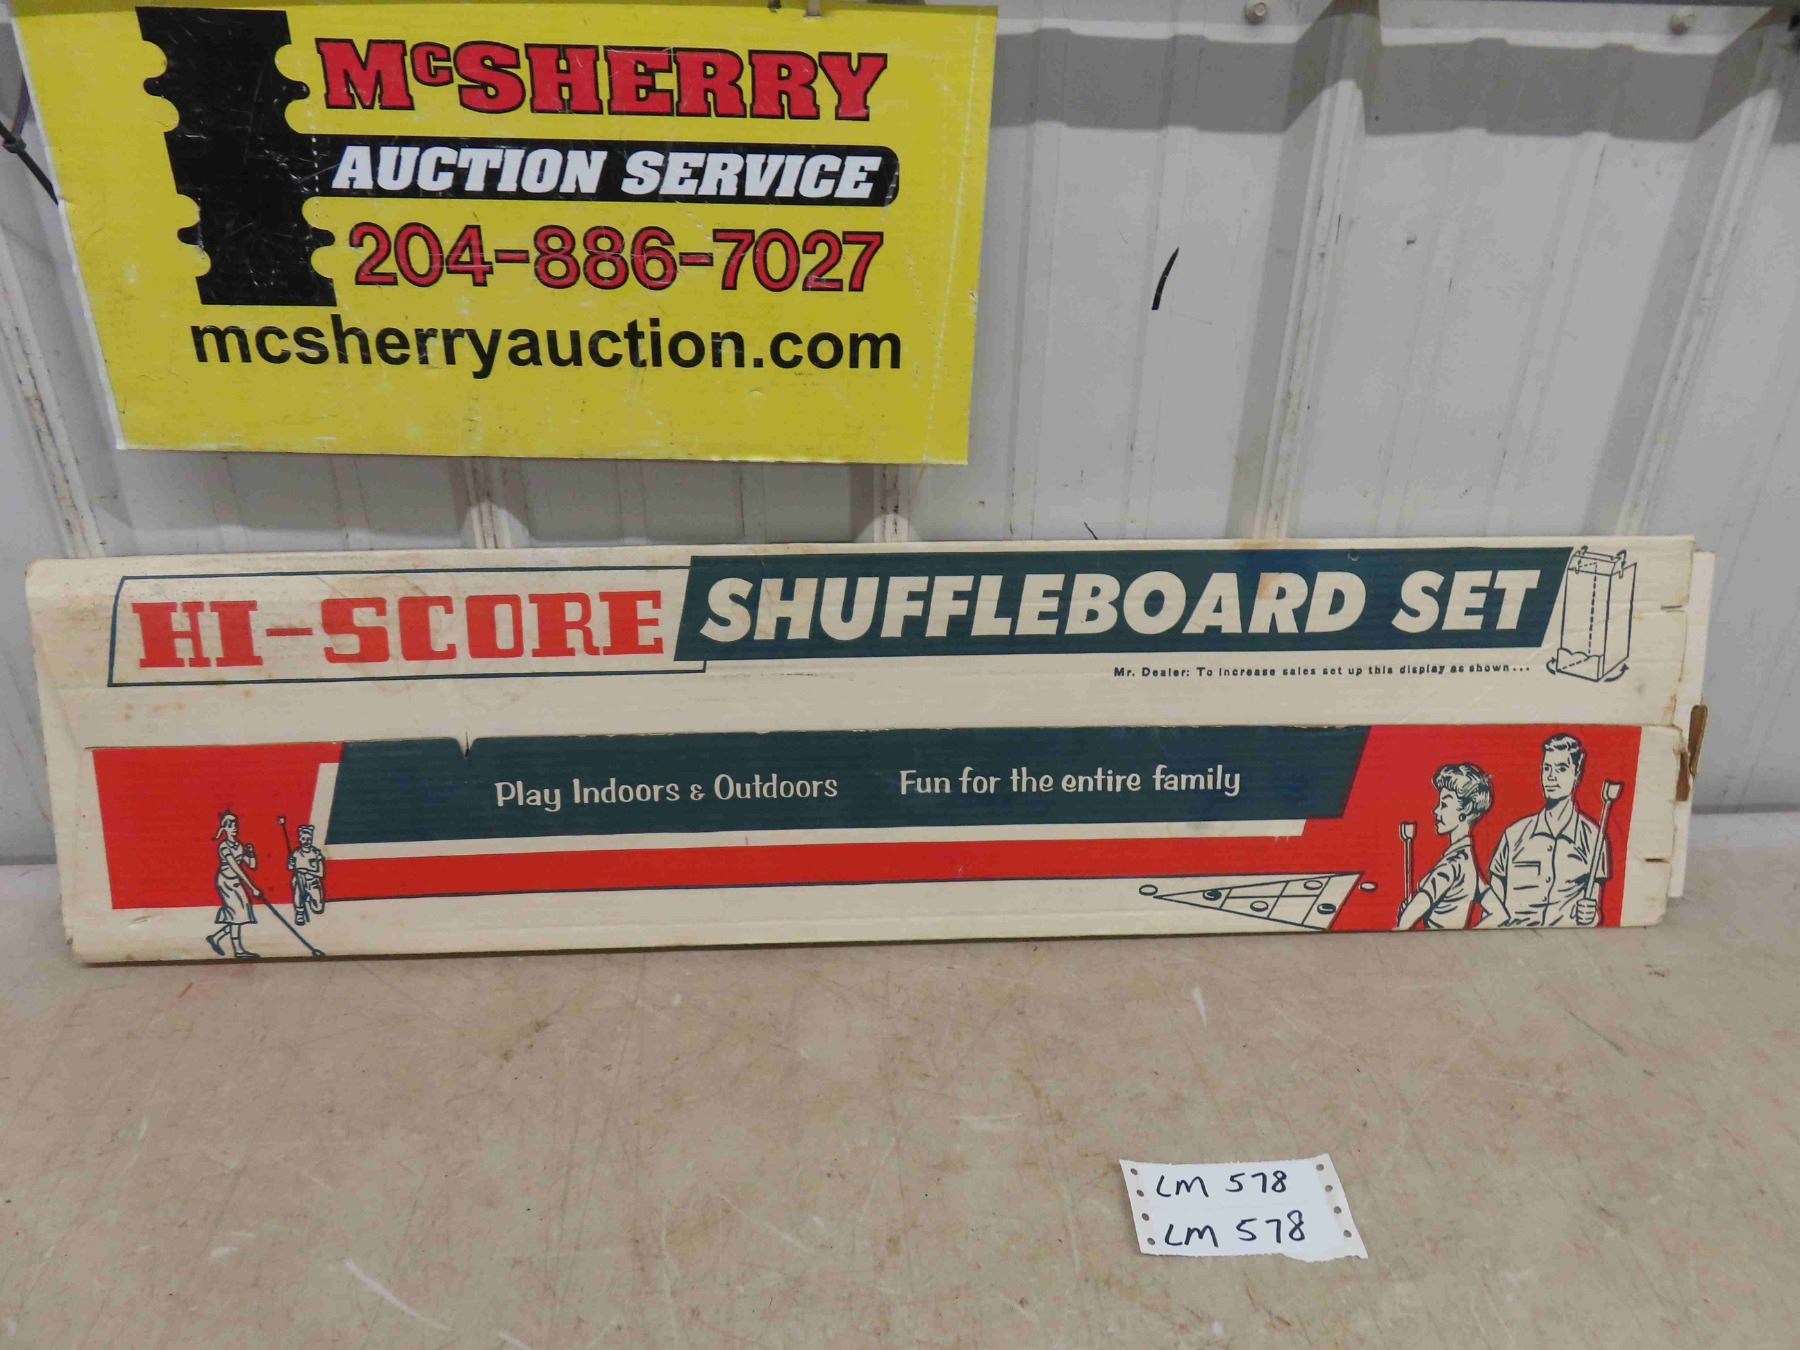 McSHERRY
AUCTION SERVICE
204-886-7027
mcsherryauction.com
HI-SCORE SHUFFLEBOARD SET
Mr. Dealer: To increase sales set up this display as shown...
Play Indoors & Outdoors Fun for the entire family
LM 578
LM 578